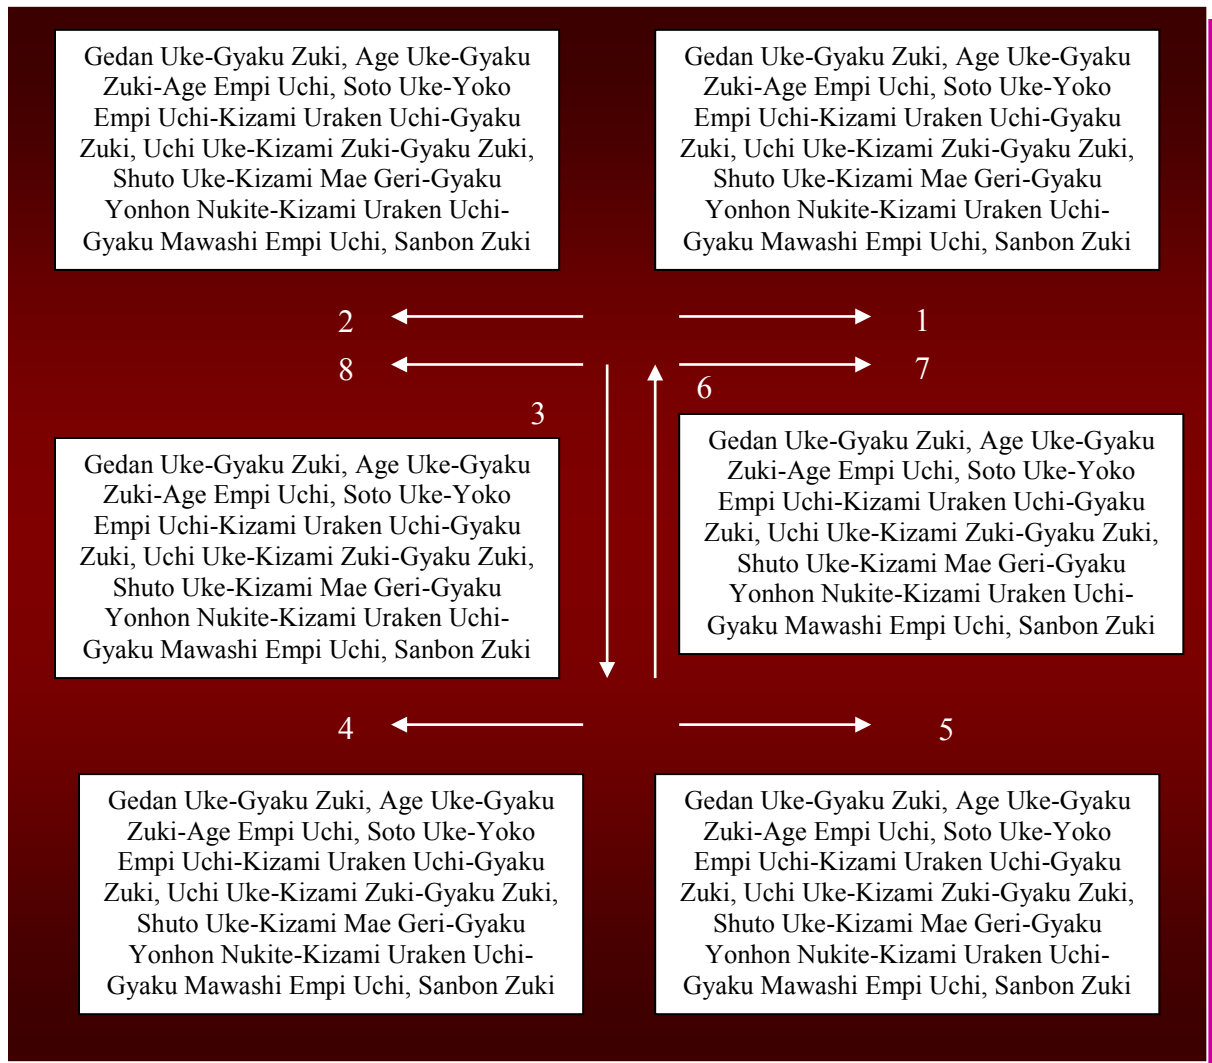 Gedan Uke-Gyaku Zuki, Age Uke-Gyaku
Zuki-Age Empi Uchi, Soto Uke-Yoko
Empi Uchi-Kizami Uraken Uchi-Gyaku
Zuki, Uchi Uke-Kizami Zuki-Gyaku Zuki,
Shuto Uke-Kizami Mae Geri-Gyaku
Yonhon Nukite-Kizami Uraken Uchi-
Gyaku Mawashi Empi Uchi, Sanbon Zuki
Gedan Uke-Gyaku Zuki, Age Uke-Gyaku
Zuki-Age Empi Uchi, Soto Uke-Yoko
Empi Uchi-Kizami Uraken Uchi-Gyaku
Zuki, Uchi Uke-Kizami Zuki-Gyaku Zuki,
Shuto Uke-Kizami Mae Geri-Gyaku
Yonhon Nukite-Kizami Uraken Uchi-
Gyaku Mawashi Empi Uchi, Sanbon Zuki
2
1
8
7
6
3
Gedan Uke-Gyaku Zuki, Age Uke-Gyaku
Zuki-Age Empi Uchi, Soto Uke-Yoko
Empi Uchi-Kizami Uraken Uchi-Gyaku
Zuki, Uchi Uke-Kizami Zuki-Gyaku Zuki,
Shuto Uke-Kizami Mae Geri-Gyaku
Yonhon Nukite-Kizami Uraken Uchi-
Gyaku Mawashi Empi Uchi, Sanbon Zuki
Gedan Uke-Gyaku Zuki, Age Uke-Gyaku
Zuki-Age Empi Uchi, Soto Uke-Yoko
Empi Uchi-Kizami Uraken Uchi-Gyaku
Zuki, Uchi Uke-Kizami Zuki-Gyaku Zuki,
Shuto Uke-Kizami Mae Geri-Gyaku
Yonhon Nukite-Kizami Uraken Uchi-
Gyaku Mawashi Empi Uchi, Sanbon Zuki
4
5
Gedan Uke-Gyaku Zuki, Age Uke-Gyaku
Zuki-Age Empi Uchi, Soto Uke-Yoko
Empi Uchi-Kizami Uraken Uchi-Gyaku
Zuki, Uchi Uke-Kizami Zuki-Gyaku Zuki,
Shuto Uke-Kizami Mae Geri-Gyaku
Yonhon Nukite-Kizami Uraken Uchi-
Gyaku Mawashi Empi Uchi, Sanbon Zuki
Gedan Uke-Gyaku Zuki, Age Uke-Gyaku
Zuki-Age Empi Uchi, Soto Uke-Yoko
Empi Uchi-Kizami Uraken Uchi-Gyaku
Zuki, Uchi Uke-Kizami Zuki-Gyaku Zuki,
Shuto Uke-Kizami Mae Geri-Gyaku
Yonhon Nukite-Kizami Uraken Uchi-
Gyaku Mawashi Empi Uchi, Sanbon Zuki